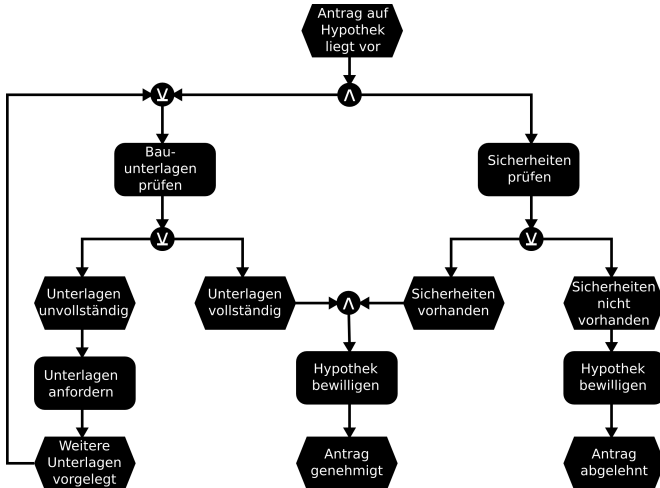 Antrag auf
Hypothek
liegt vor
V
Λ
Bau-
unterlagen
prüfen
Sicherheiten
prüfen
V
V
Unterlagen
unvollständig
Unterlagen
vollständig
Λ
Sicherheiten
vorhanden
Sicherheiten
nicht
vorhanden
Unterlagen
anfordern
Hypothek
bewilligen
Hypothek
bewilligen
Weitere
Unterlagen
vorgelegt
Antrag
genehmigt
Antrag
abgelehnt